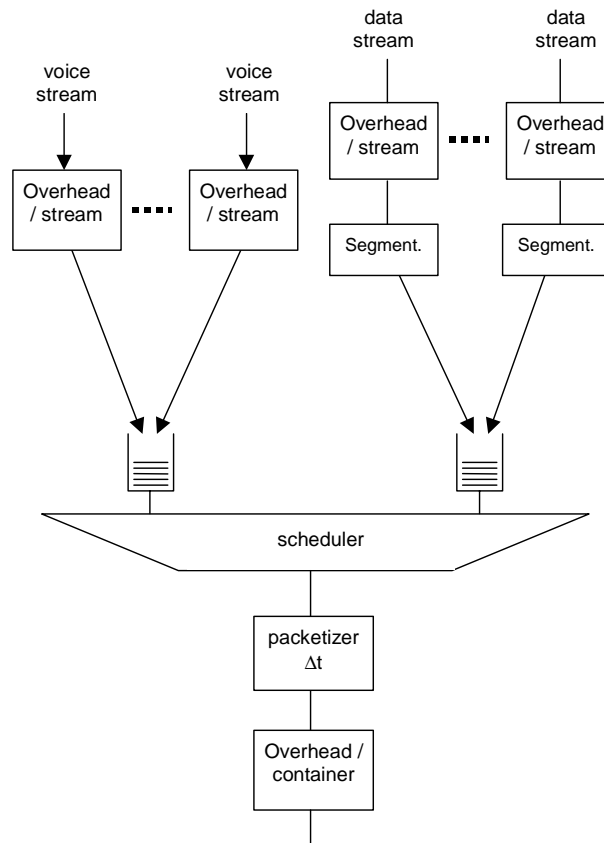 data
stream
data
stream
voice
stream
voice
stream
Overhead
/ stream
Overhead
/ stream
Overhead
/ stream
Overhead
/ stream
Segment.
Segment.
scheduler
packetizer
Δt
Overhead /
container